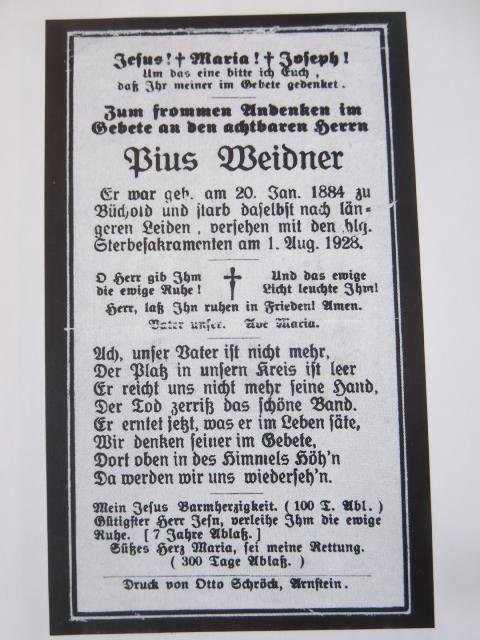 Jesus! † Maria! † Joseph!
Um das eine bitte ich Euch,
daß Ihr meiner im Gebete gedenket.
Zum frommen Andenken im
Gebete an den achtbaren Herrn
Pius Weidner
Er war geb. am 20. Jan. 1884 zu
Büchold und starb daselbst nach län=
geren Leiden, versehen mit den hlg.
Sterbesakramenten am 1. Aug. 1928.
O Herr gib Ihm
die ewige Ruhe!
†
Und das ewige
Licht leuchte Ihm!
Herr, laß Ihn ruhen in Frieden! Amen.
Vater unser. Ave Maria.
Ach, unser Vater ist nicht mehr,
Der Platz in unsern Kreis ist leer
Er reicht uns nicht mehr seine Hand,
Der Tod zerriß das schöne Band.
Er erntet jetzt, was er im Leben säte,
Wir denken seiner im Gebete,
Dort oben in des Himmels Höh'n
Da werden wir uns wiederseh'n.
Mein Jesus Barmherzigkeit. (100 T. Abl.)
Gütigster Herr Jesn, verleihe Ihm die ewige
Ruhe. [7 Jahre Ablaß.]
Süßes Herz Maria, sei meine Rettung.
(300 Tage Ablaß.)
Druck von Otto Schröck, Arnstein.